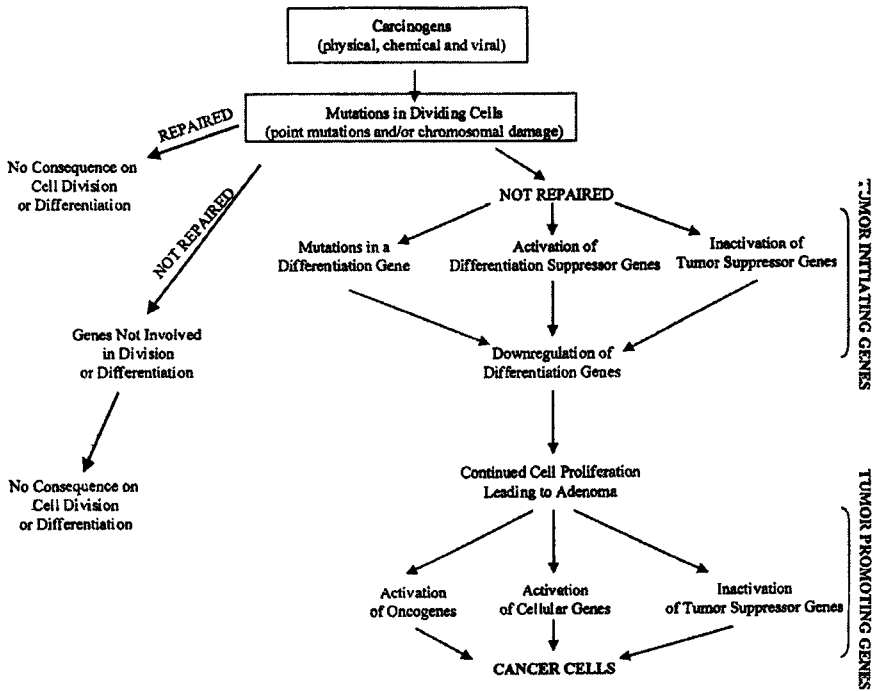 Carcinogens
(physical, chemical and viral)
Mutations in Dividing Cells
(point mutations and/or chromosomal damage)
REPAIRED
No Consequence on
Cell Division
or Differentiation
NOT REPAIRED
NOT REPAIRED
Mutations in a
Differentiation Gene
Activation of
Differentiation Suppressor Genes
Inactivation of
Tumor Suppressor Genes
TUMOR INITIATING GENES
Genes Not Involved
in Division
or Differentiation
Downregulation of
Differentiation Genes
No Consequence on
Cell Division
or Differentiation
Continued Cell Proliferation
Leading to Adenoma
Activation
of Oncogenes
Activation
of Cellular Genes
Inactivation
of Tumor Suppressor Genes
TUMOR PROMOTING GENES
CANCER CELLS